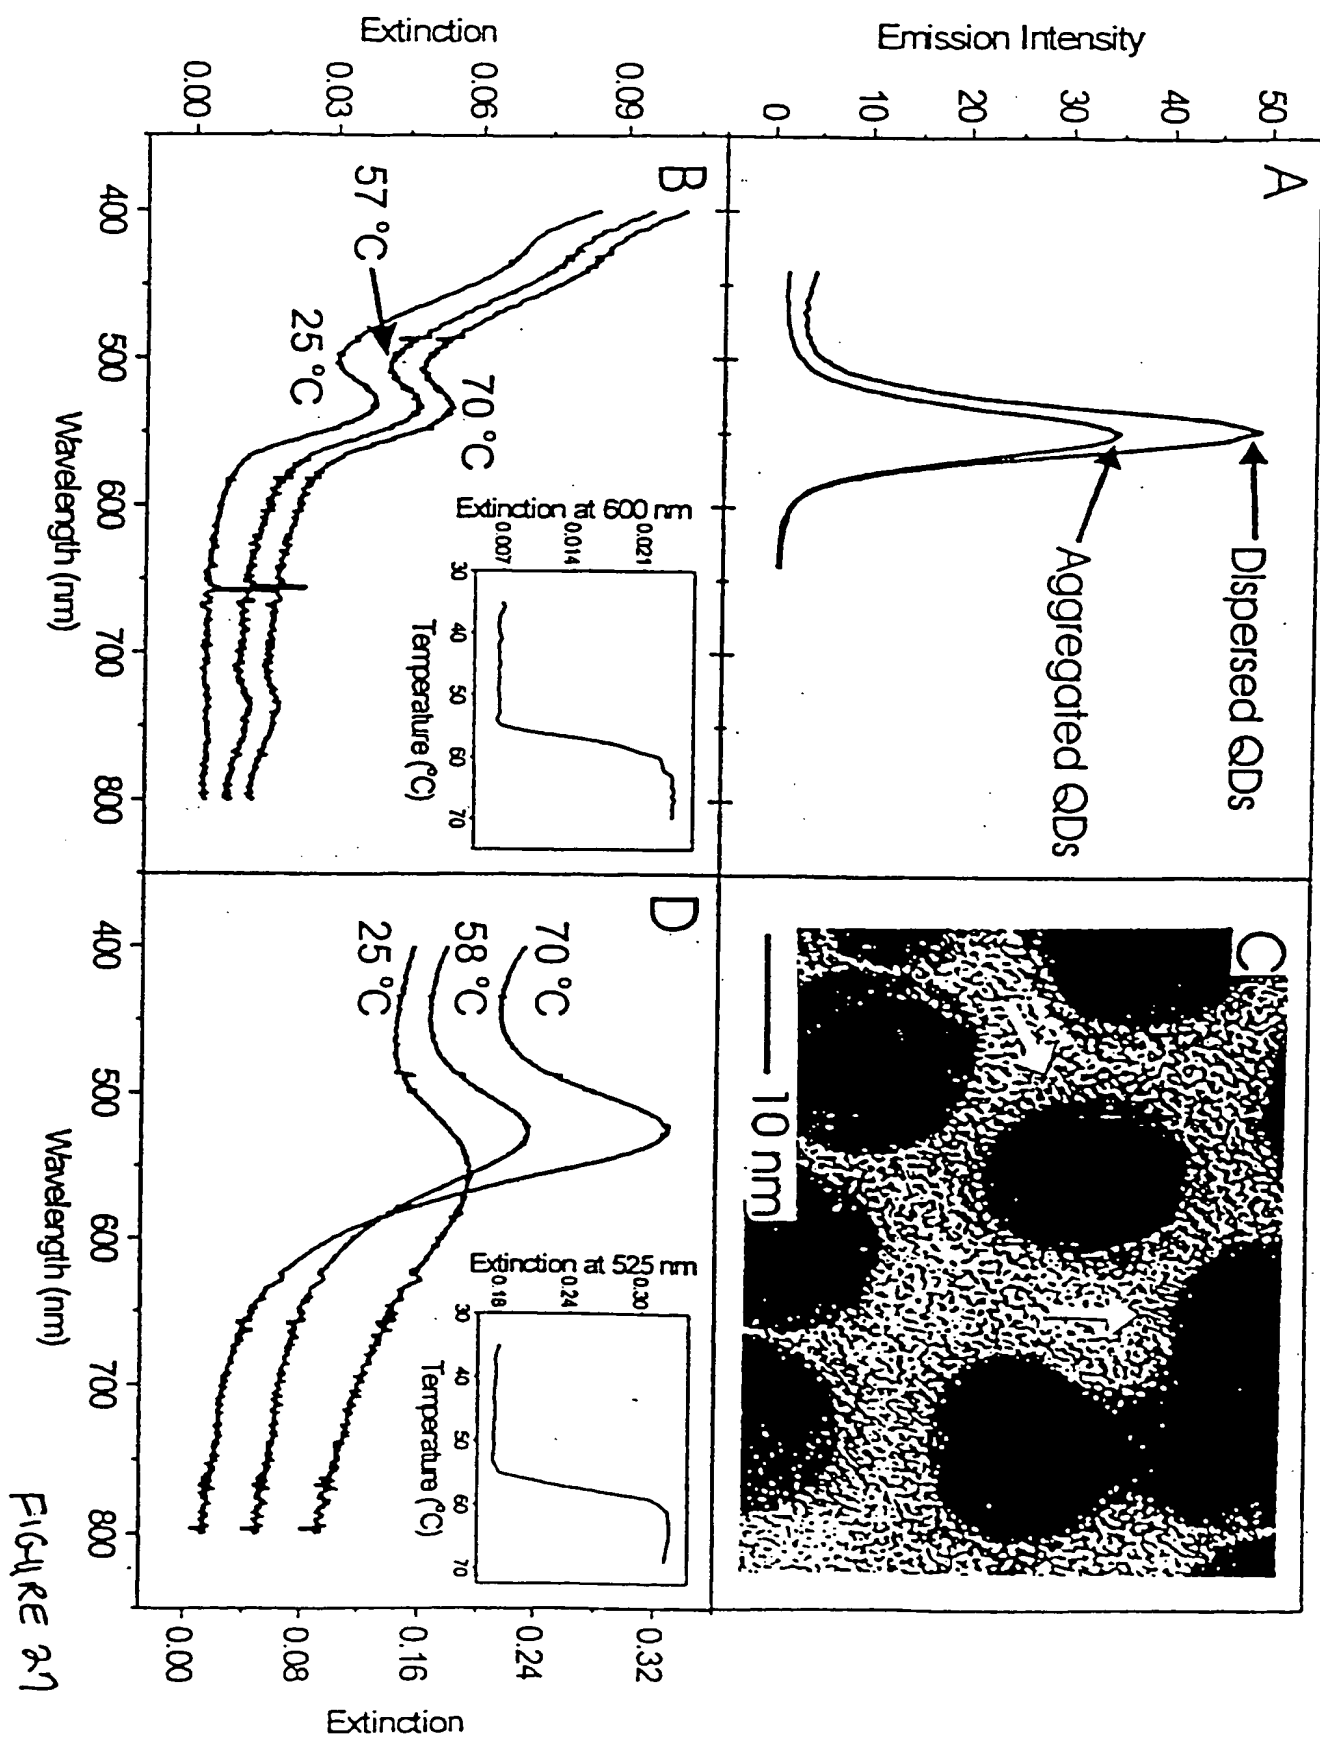 A
Emission Intensity
50
40
30
20
10
0
Dispersed QDs
Aggregated QDs
C
10 nm
B
Extinction
0.09
0.06
0.03
0.00
57 °C
25 °C
70 °C
Extinction at 600 nm
0.021
0.014
0.007
30
40
50
60
70
Temperature (°C)
400
500
600
700
800
Wavelength (nm)
D
70 °C
58 °C
25 °C
Extinction at 525 nm
0.30
0.24
0.18
30
40
50
60
70
Temperature (°C)
400
500
600
700
800
Wavelength (nm)
0.32
0.24
0.16
0.08
0.00
Extinction
FIGURE 27